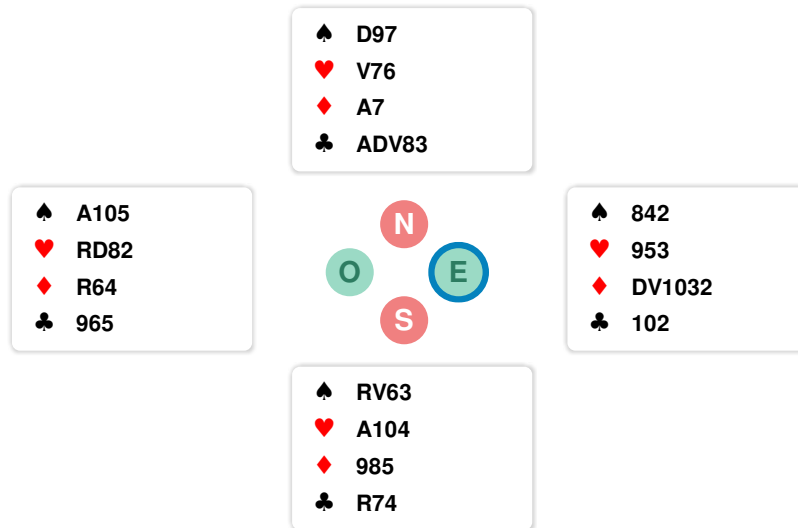 ♠ D97
♥ V76
♦ A7
♣ ADV83
♠ A105
♥ RD82
♦ R64
♣ 965
N
O E
S
♠ 842
♥ 953
♦ DV1032
♣ 102
♠ RV63
♥ A104
♦ 985
♣ R74